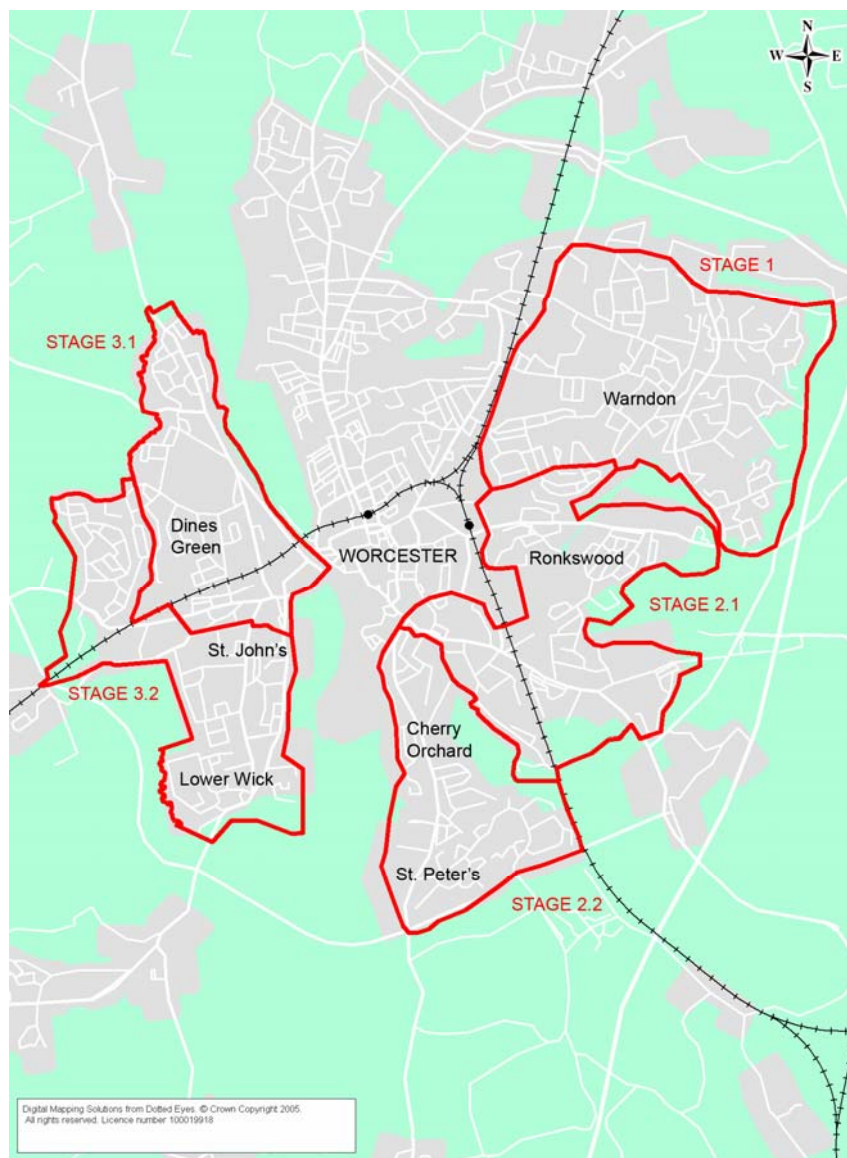 N
W E
S
STAGE 1
STAGE 3.1
Warndon
Dines
Green
WORCESTER
Ronkswood
STAGE 2.1
St. John's
STAGE 3.2
Cherry
Orchard
Lower Wick
St. Peter's
STAGE 2.2
Digital Mapping Solutions from Dotted Eyes. © Crown Copyright 2005.
All rights reserved. Licence number 100019918